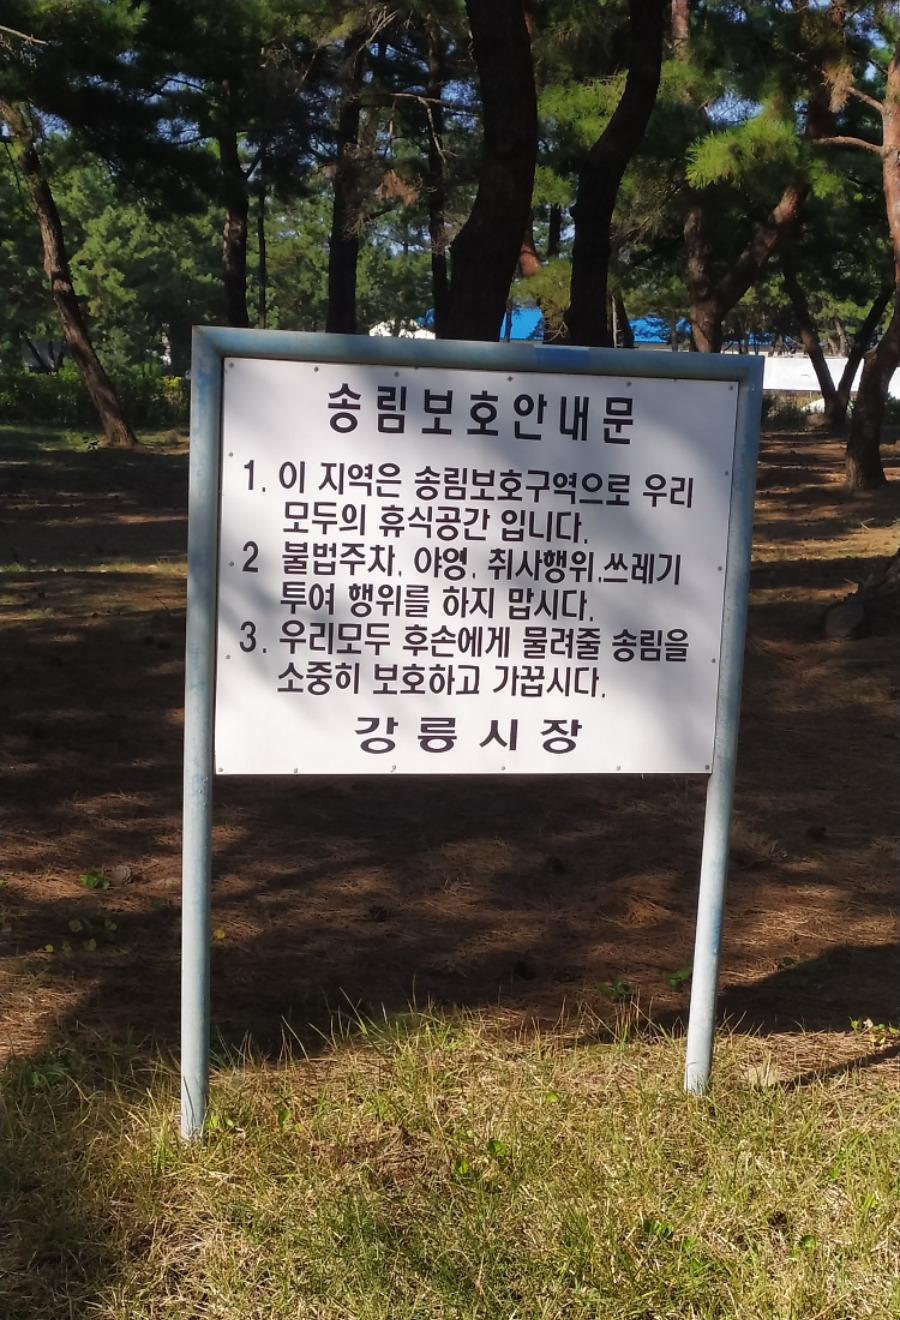 송림보호안내문
1. 이 지역은 송림보호구역으로 우리
모두의 휴식공간 입니다.
2 불법주차, 야영, 취사행위,쓰레기
투여 행위를 하지 맙시다.
3. 우리모두 후손에게 물려줄 송림을
소중히 보호하고 가꿉시다.
강릉시장